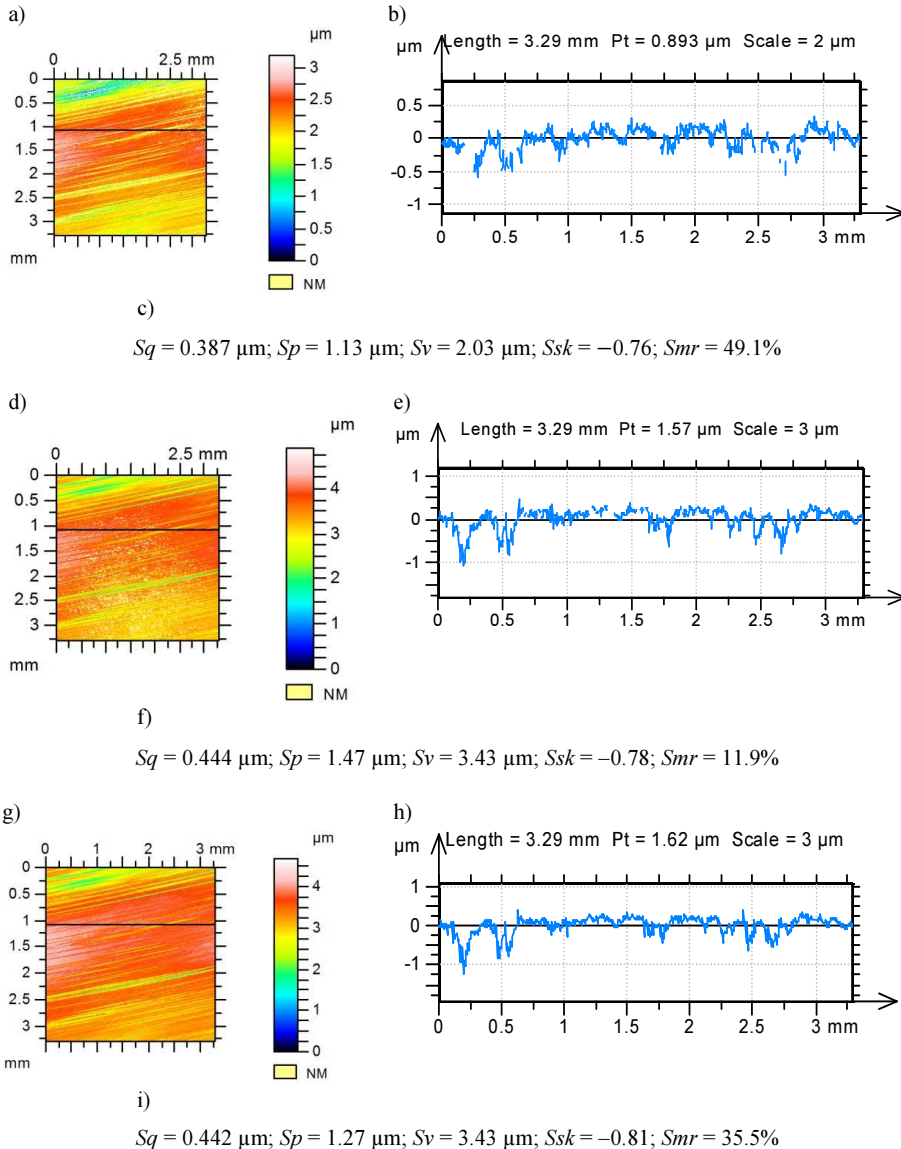 a)
b)
0 2.5 mm
µm
0
0.5
1
1.5
2
2.5
3
mm
3
2.5
2
1.5
1
0.5
0
NM
µm Length = 3.29 mm Pt = 0.893 µm Scale = 2 µm
0.5
0
-0.5
-1
0 0.5 1 1.5 2 2.5 3 mm
c)
Sq = 0.387 µm; Sp = 1.13 µm; Sv = 2.03 µm; Ssk = −0.76; Smr = 49.1%
d)
e)
0 2.5 mm
µm
0
0.5
1
1.5
2
2.5
3
mm
4
3
2
1
0
NM
µm Length = 3.29 mm Pt = 1.57 µm Scale = 3 µm
1
0
-1
0 0.5 1 1.5 2 2.5 3 mm
f)
Sq = 0.444 µm; Sp = 1.47 µm; Sv = 3.43 µm; Ssk = –0.78; Smr = 11.9%
g)
h)
0 1 2 3 mm
µm
0
0.5
1
1.5
2
2.5
3
mm
4
3
2
1
0
NM
µm Length = 3.29 mm Pt = 1.62 µm Scale = 3 µm
1
0
-1
0 0.5 1 1.5 2 2.5 3 mm
i)
Sq = 0.442 µm; Sp = 1.27 µm; Sv = 3.43 µm; Ssk = –0.81; Smr = 35.5%